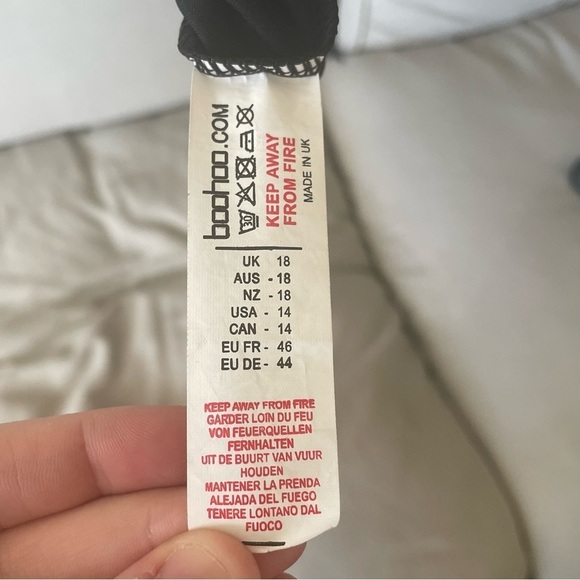 boohoo.COM
30
KEEP AWAY
FROM FIRE
MADE IN UK
UK 18
AUS - 18
NZ - 18
USA - 14
CAN - 14
EU FR - 46
EU DE - 44
KEEP AWAY FROM FIRE
GARDER LOIN DU FEU
VON FEUERQUELLEN
FERNHALTEN
UIT DE BUURT VAN VUUR
HOUDEN
MANTENER LA PRENDA
ALEJADA DEL FUEGO
TENERE LONTANO DAL
FUOCO